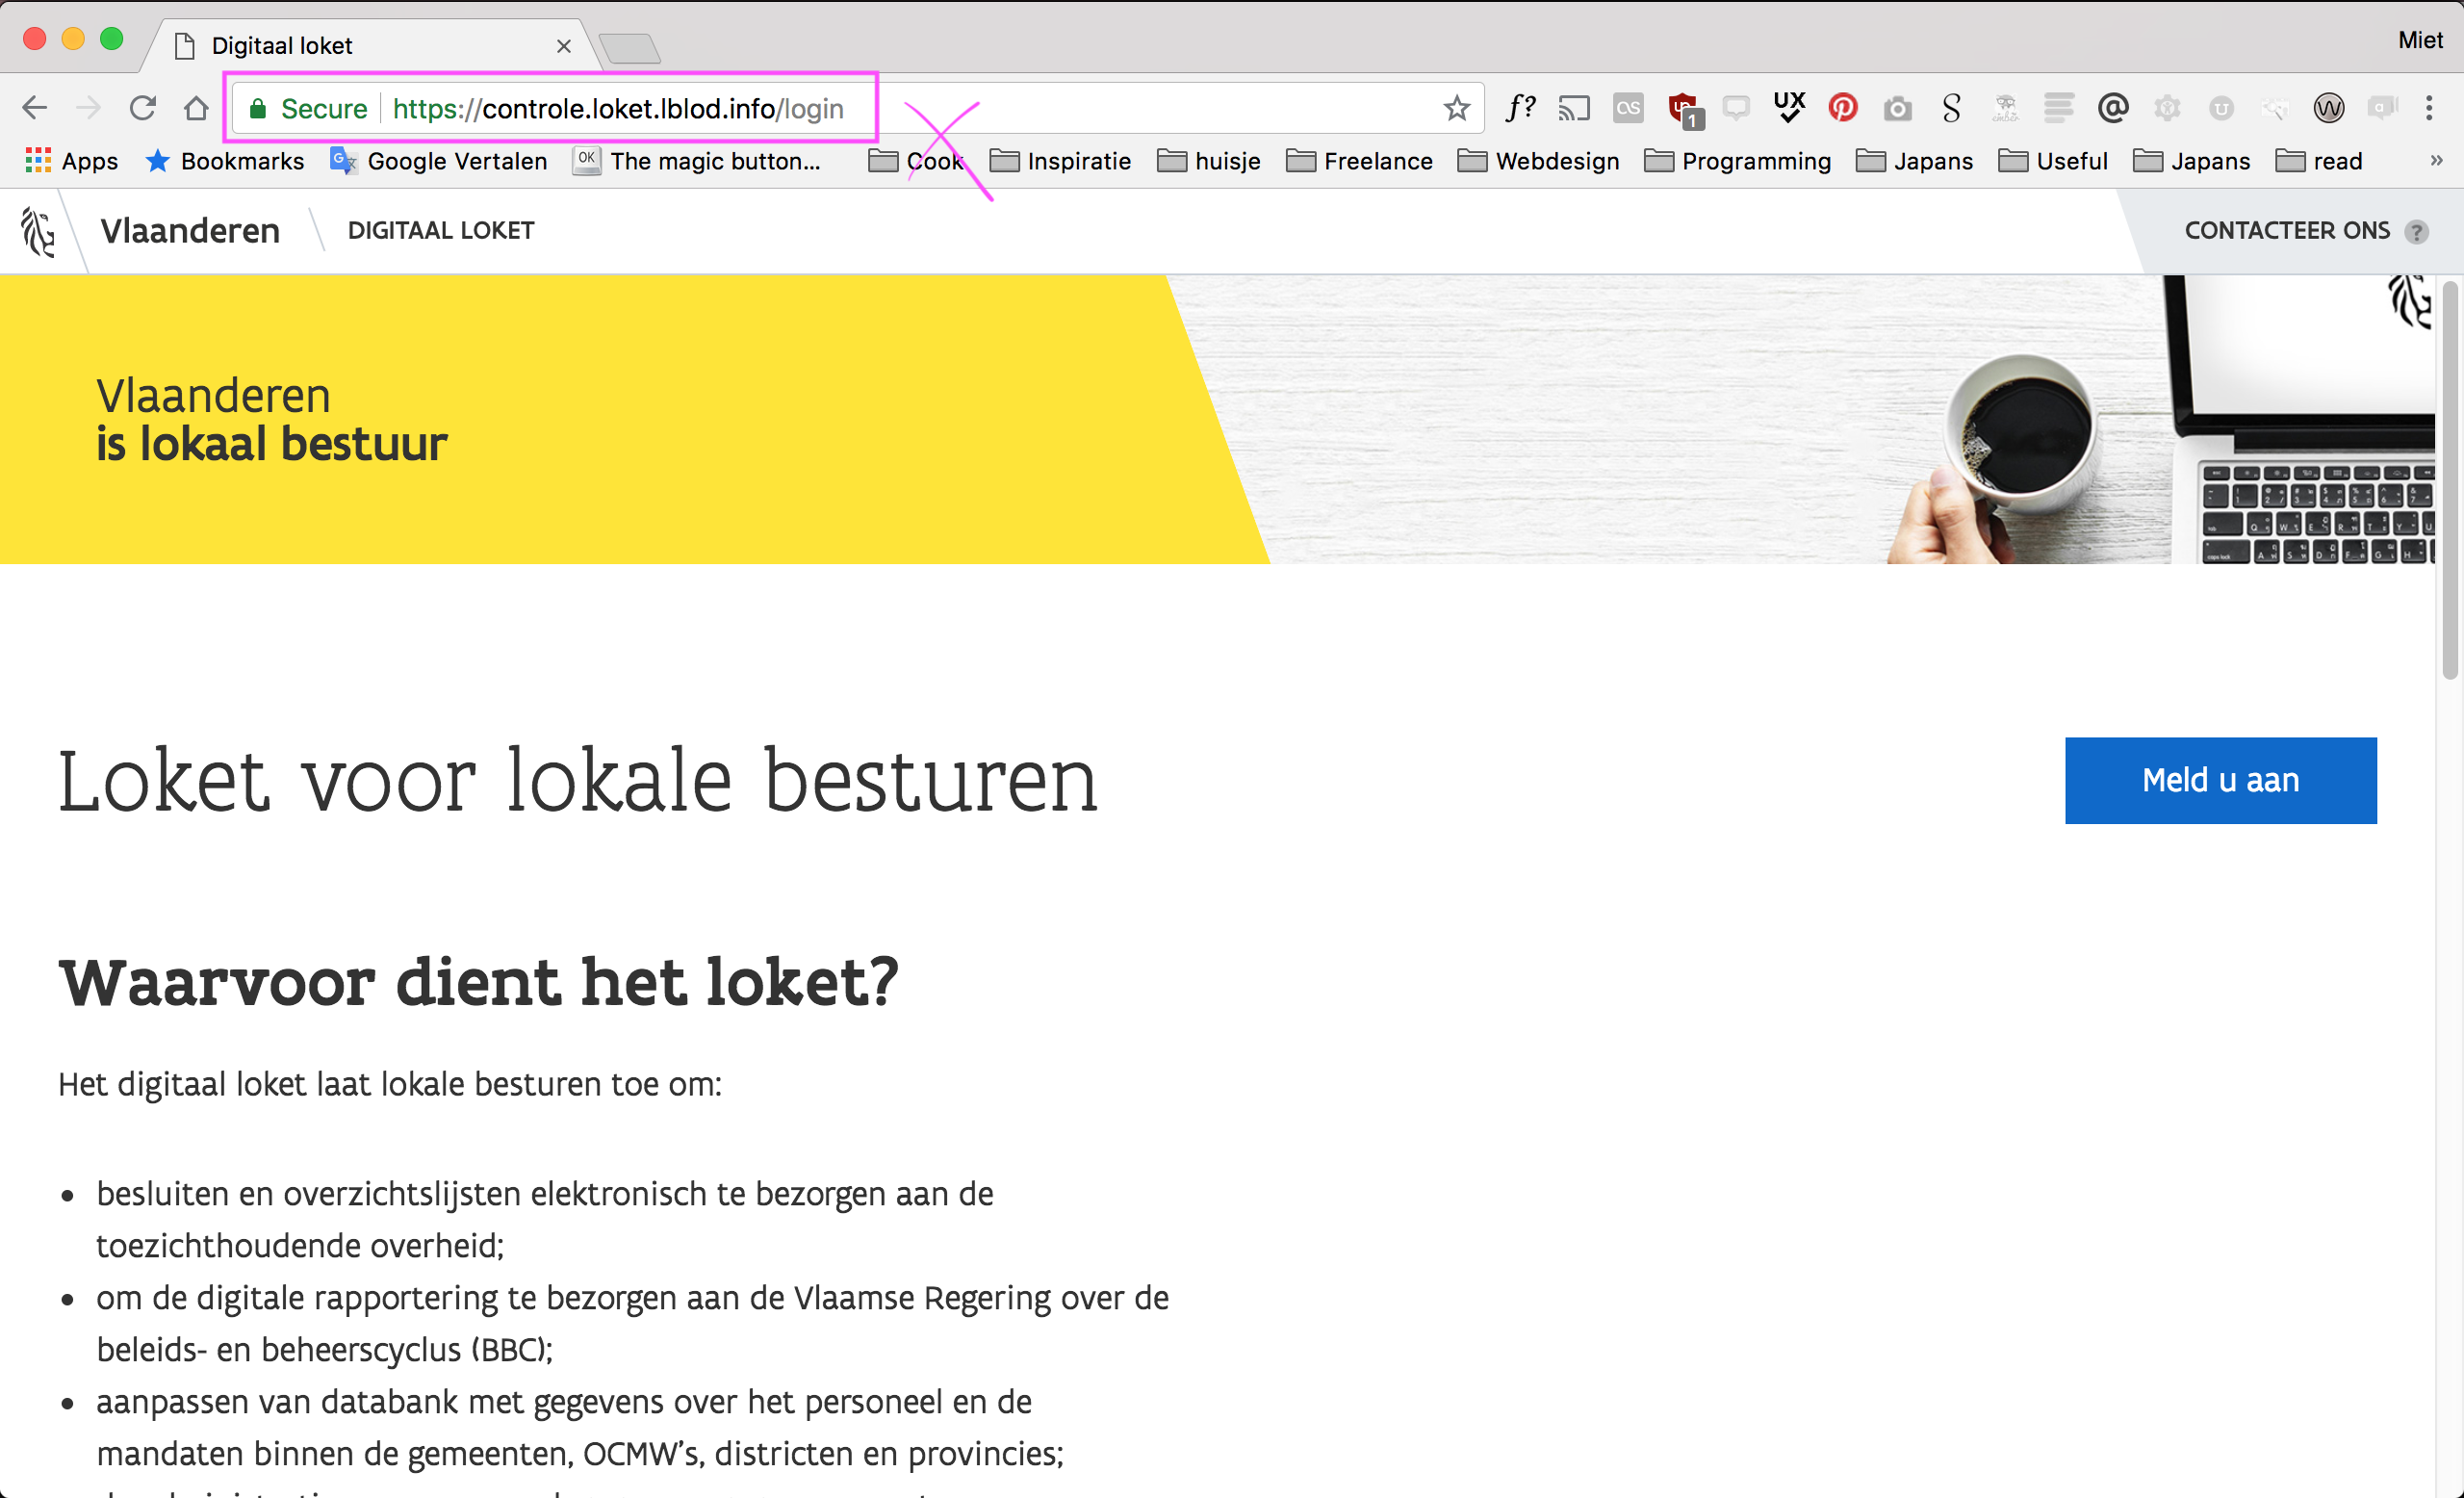 Digitaal loket
Miet
Secure https://controle.loket.lblod.info/login
f? as 1 UX S @
Apps Bookmarks Google Vertalen OK The magic button... Cook Inspiratie huisje Freelance Webdesign Programming Japans Useful Japans read »
Vlaanderen DIGITAAL LOKET CONTACTEER ONS ?
Vlaanderen
is lokaal bestuur
Loket voor lokale besturen
Meld u aan
Waarvoor dient het loket?
Het digitaal loket laat lokale besturen toe om:
• besluiten en overzichtslijsten elektronisch te bezorgen aan de
toezichthoudende overheid;
• om de digitale rapportering te bezorgen aan de Vlaamse Regering over de
beleids- en beheerscyclus (BBC);
• aanpassen van databank met gegevens over het personeel en de
mandaten binnen de gemeenten, OCMW's, districten en provincies;